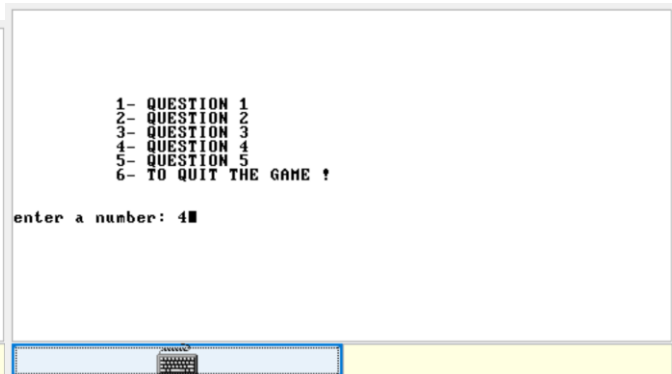 1- QUESTION 1
2- QUESTION 2
3- QUESTION 3
4- QUESTION 4
5- QUESTION 5
6- TO QUIT THE GAME !
enter a number: 4